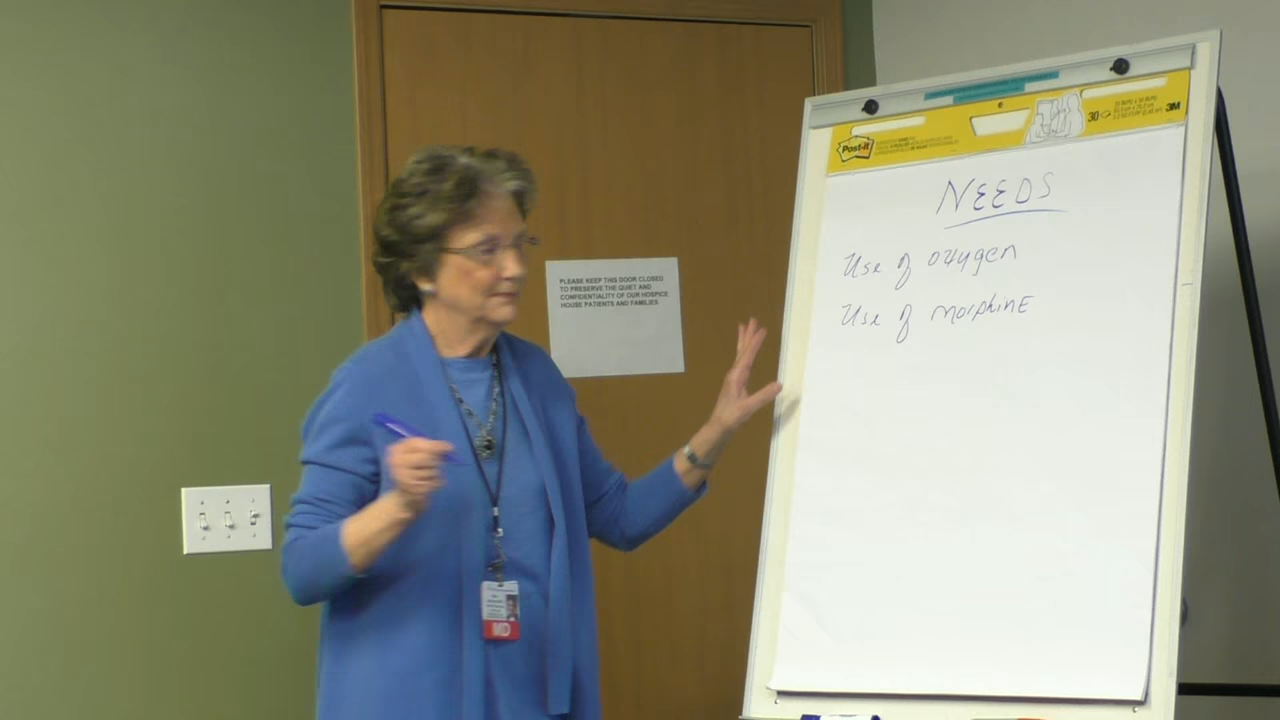 Post-it
30
3M
NEEDS
Use of oxygen
Use of morphine
PLEASE KEEP THIS DOOR CLOSED
TO PRESERVE THE QUIET AND
CONFIDENTIALITY OF OUR HOSPICE
HOUSE PATIENTS AND FAMILIES
MD